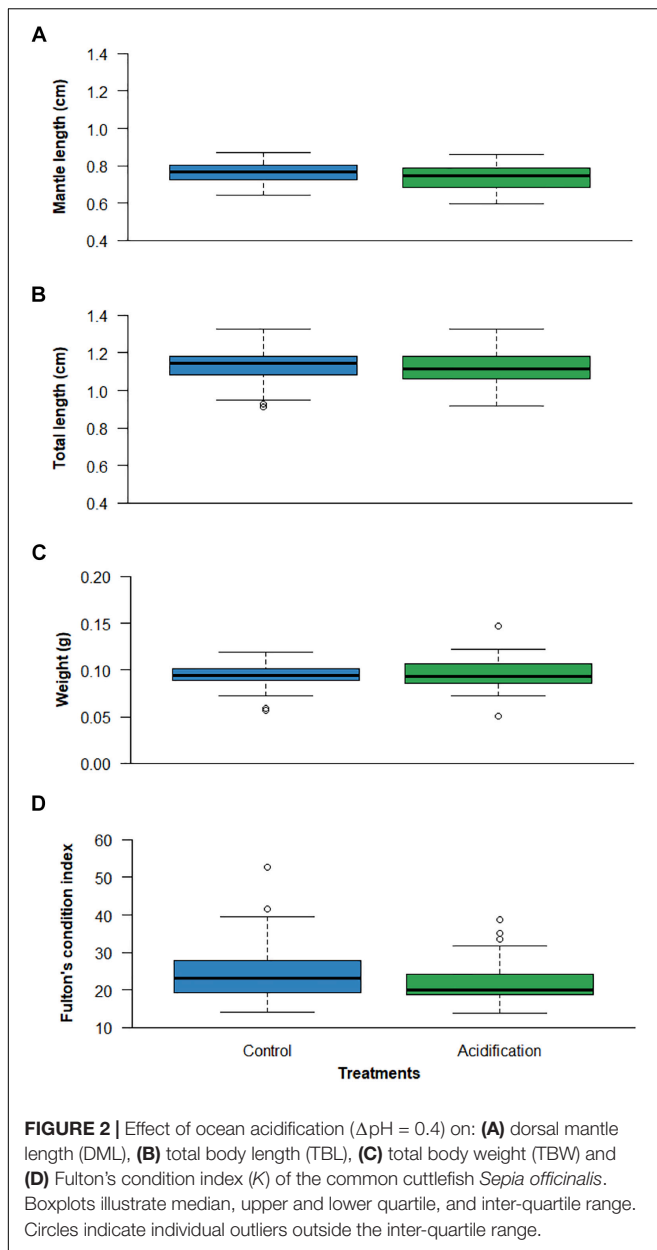 A
Mantle length (cm)
1.4
1.2
1.0
0.8
0.6
0.4
B
Total length (cm)
1.4
1.2
1.0
0.8
0.6
0.4
C
Weight (g)
0.20
0.15
0.10
0.05
0.00
D
Fulton's condition index
60
50
40
30
20
10
Control Acidification
Treatments
FIGURE 2 | Effect of ocean acidification (ΔpH = 0.4) on: (A) dorsal mantle
length (DML), (B) total body length (TBL), (C) total body weight (TBW) and
(D) Fulton's condition index (K) of the common cuttlefish Sepia officinalis.
Boxplots illustrate median, upper and lower quartile, and inter-quartile range.
Circles indicate individual outliers outside the inter-quartile range.